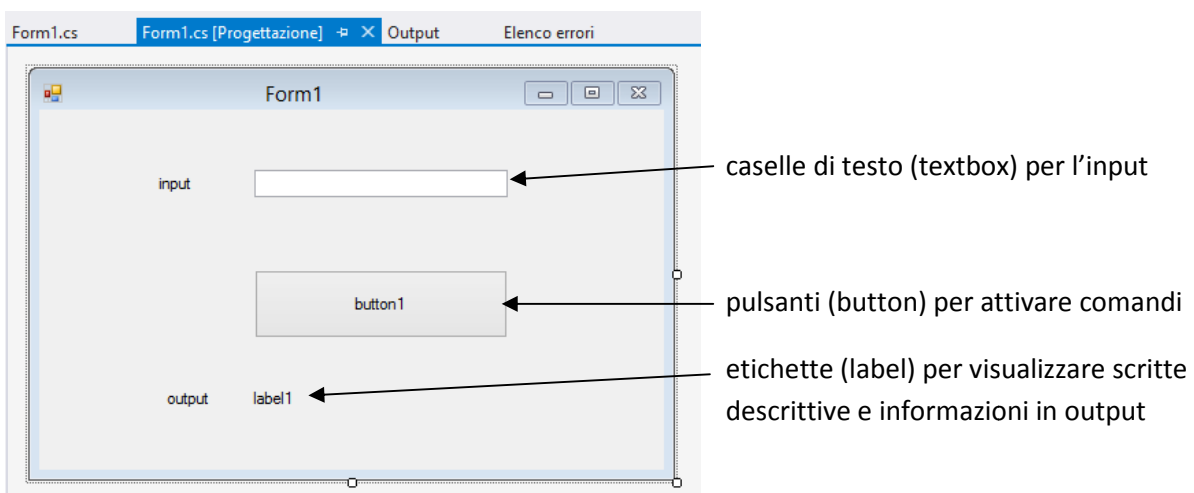 Form1.cs Form1.cs [Progettazione] Output Elenco errori
Form1
input
caselle di testo (textbox) per l’input
button1
pulsanti (button) per attivare comandi
output label1
etichette (label) per visualizzare scritte
descrittive e informazioni in output